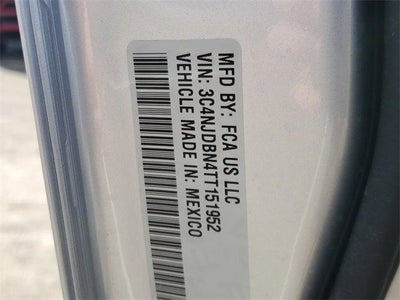 MFD BY: FCA US LLC
VIN: 3C4NJDBN4TT151952
VEHICLE MADE IN: MEXICO